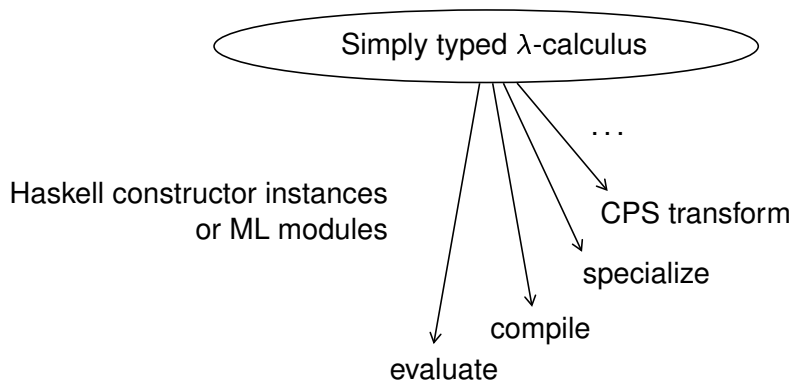 Simply typed λ-calculus
...
Haskell constructor instances
or ML modules
CPS transform
specialize
compile
evaluate